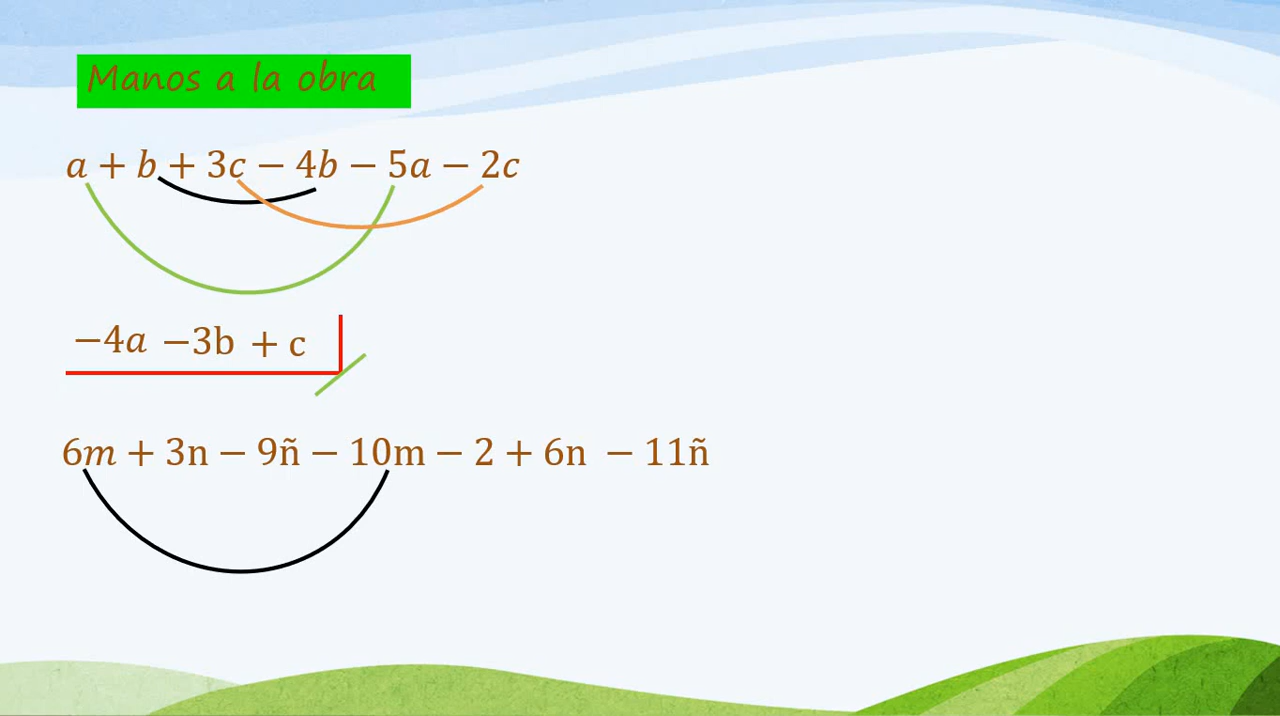 Manos a la obra
a + b + 3c − 4b − 5a − 2c
−4a −3b + c
6m + 3n − 9ñ − 10m − 2 + 6n − 11ñ